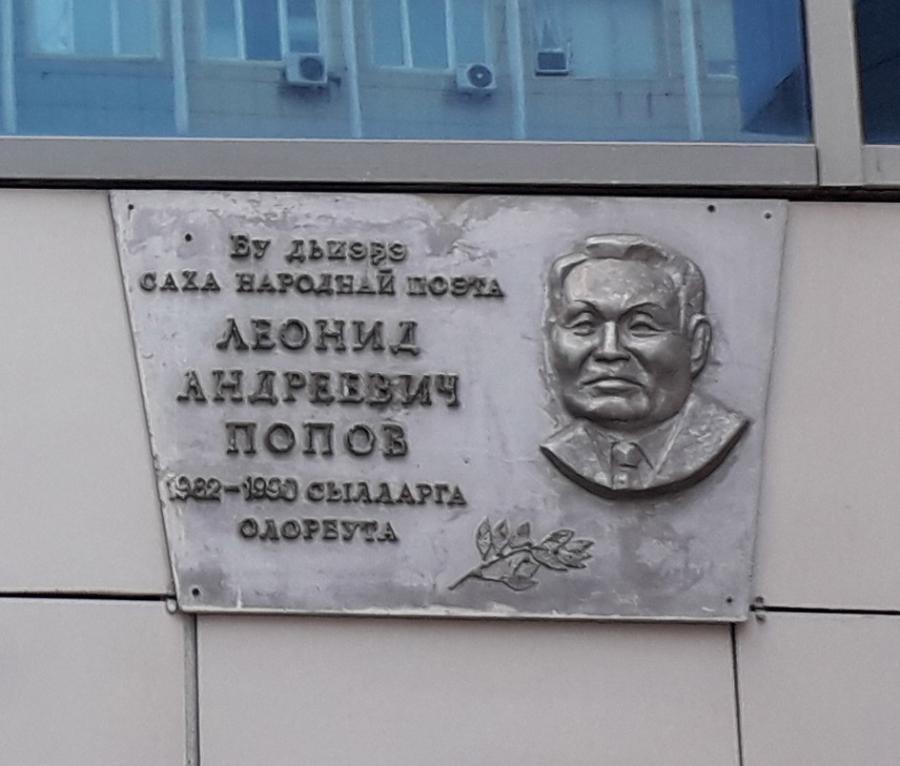 БУ ДЬИЭҔЭ
САХА НАРОДНАЙ ПОЭТА
ЛЕОНИД
АНДРЕЕВИЧ
ПОПОВ
1982-1990 СЫЛЛАРГА
ОЛОРБУТА